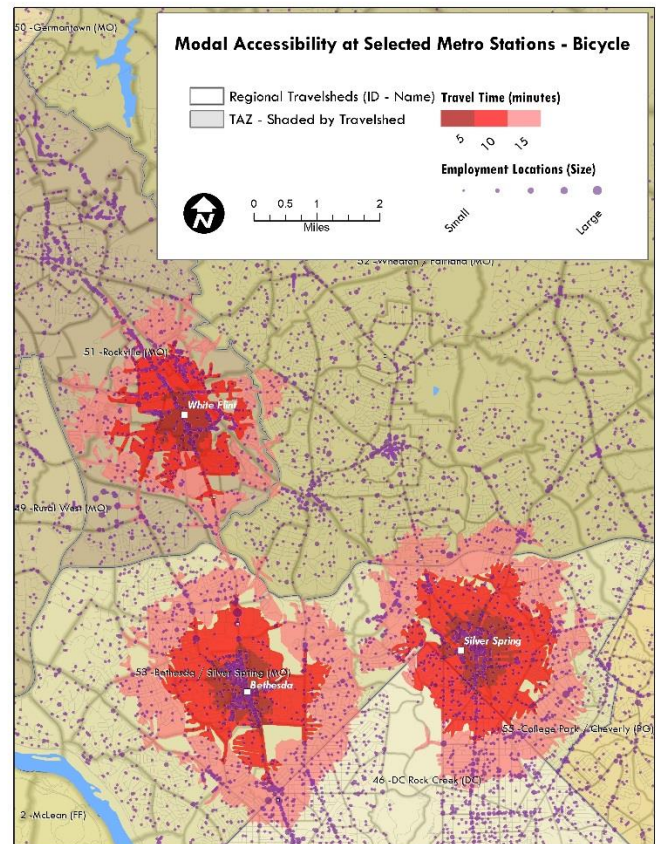 50 -Germantown (MO)
Modal Accessibility at Selected Metro Stations - Bicycle
Regional Travelsheds (ID - Name)
TAZ - Shaded by Travelshed
Travel Time (minutes)
5
10
15
Employment Locations (Size)
Small
Large
N
0 0.5 1 2
Miles
52 -Wheaton / Fairland (MO)
51 -Rockville (MO)
White Flint
49 -Rural West (MO)
Silver Spring
53 -Bethesda / Silver Spring (MO)
Bethesda
55 -College Park / Cheverly (PG)
46 -DC Rock Creek (DC)
2 -McLean (FF)